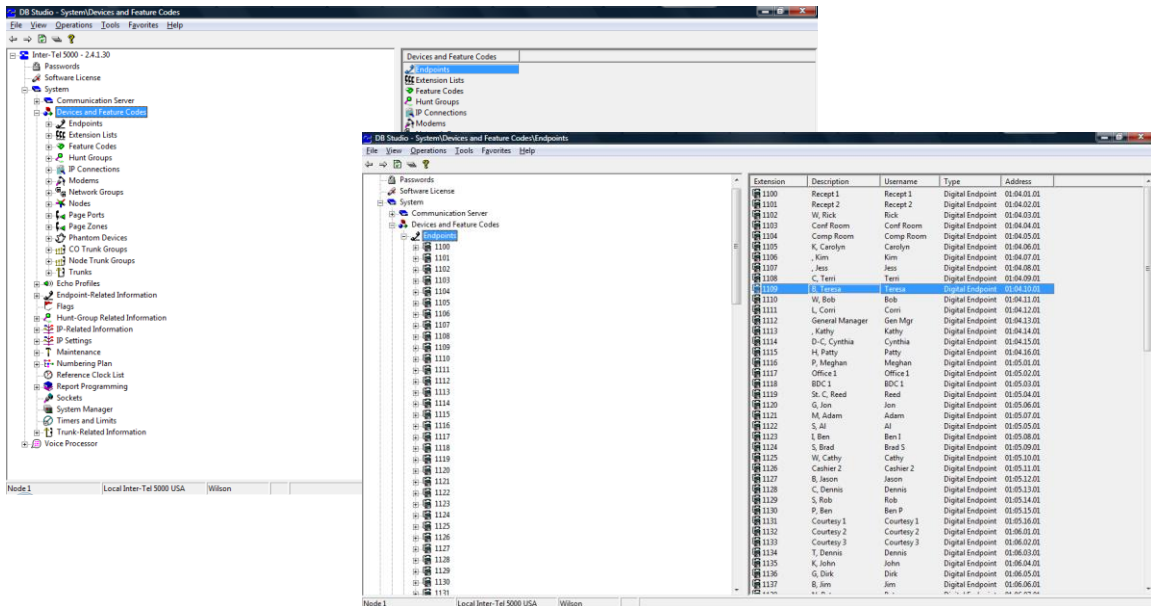 DB Studio - System\Devices and Feature Codes
File View Operations Tools Favorites Help
Inter-Tel 5000 - 2.4.1.30
Passwords
Software License
System
Communication Server
Devices and Feature Codes
Endpoints
Extension Lists
Feature Codes
Hunt Groups
IP Connections
Modems
Network Groups
Nodes
Page Ports
Page Zones
Phantom Devices
CO Trunk Groups
Node Trunk Groups
Trunks
Echo Profiles
Endpoint-Related Information
Flags
Hunt-Group Related Information
IP-Related Information
IP Settings
Maintenance
Numbering Plan
Reference Clock List
Report Programming
Sockets
System Manager
Timers and Limits
Trunk-Related Information
Voice Processor
Node 1 Local Inter-Tel 5000 USA Wilson
Devices and Feature Codes
Endpoints
Extension Lists
Feature Codes
Hunt Groups
IP Connections
Modems
DB Studio - System\Devices and Feature Codes\Endpoints
File View Operations Tools Favorites Help
Passwords
Software License
System
Communication Server
Devices and Feature Codes
Endpoints
1100
1101
1102
1103
1104
1105
1106
1107
1108
1109
1110
1111
1112
1113
1114
1115
1116
1117
1118
1119
1120
1121
1122
1123
1124
1125
1126
1127
1128
1129
1130
1131
Extension Description Username Type Address
1100 Recept 1 Recept 1 Digital Endpoint 01:04.01.01
1101 Recept 2 Recept 2 Digital Endpoint 01:04.02.01
1102 W, Rick Rick Digital Endpoint 01:04.03.01
1103 Conf Room Conf Room Digital Endpoint 01:04.04.01
1104 Comp Room Comp Room Digital Endpoint 01:04.05.01
1105 K, Carolyn Carolyn Digital Endpoint 01:04.06.01
1106 , Kim Kim Digital Endpoint 01:04.07.01
1107 , Jess Jess Digital Endpoint 01:04.08.01
1108 C, Terri Terri Digital Endpoint 01:04.09.01
1109 B, Teresa Teresa Digital Endpoint 01:04.10.01
1110 W, Bob Bob Digital Endpoint 01:04.11.01
1111 L, Corri Corri Digital Endpoint 01:04.12.01
1112 General Manager Gen Mgr Digital Endpoint 01:04.13.01
1113 , Kathy Kathy Digital Endpoint 01:04.14.01
1114 D-C, Cynthia Cynthia Digital Endpoint 01:04.15.01
1115 H, Patty Patty Digital Endpoint 01:04.16.01
1116 P, Meghan Meghan Digital Endpoint 01:05.01.01
1117 Office 1 Office 1 Digital Endpoint 01:05.02.01
1118 BDC 1 BDC 1 Digital Endpoint 01:05.03.01
1119 St. C, Reed Reed Digital Endpoint 01:05.04.01
1120 G, Jon Jon Digital Endpoint 01:05.06.01
1121 M, Adam Adam Digital Endpoint 01:05.07.01
1122 S, Al Al Digital Endpoint 01:05.05.01
1123 I, Ben Ben I Digital Endpoint 01:05.08.01
1124 S, Brad Brad S Digital Endpoint 01:05.09.01
1125 W, Cathy Cathy Digital Endpoint 01:05.10.01
1126 Cashier 2 Cashier 2 Digital Endpoint 01:05.11.01
1127 B, Jason Jason Digital Endpoint 01:05.12.01
1128 C, Dennis Dennis Digital Endpoint 01:05.13.01
1129 S, Rob Rob Digital Endpoint 01:05.14.01
1130 P, Ben Ben P Digital Endpoint 01:05.15.01
1131 Courtesy 1 Courtesy 1 Digital Endpoint 01:05.16.01
1132 Courtesy 2 Courtesy 2 Digital Endpoint 01:06.01.01
1133 Courtesy 3 Courtesy 3 Digital Endpoint 01:06.02.01
1134 T, Dennis Dennis Digital Endpoint 01:06.03.01
1135 K, John John Digital Endpoint 01:06.04.01
1136 G, Dirk Dirk Digital Endpoint 01:06.05.01
1137 B, Jim Jim Digital Endpoint 01:06.06.01
Node 1 Local Inter-Tel 5000 USA Wilson